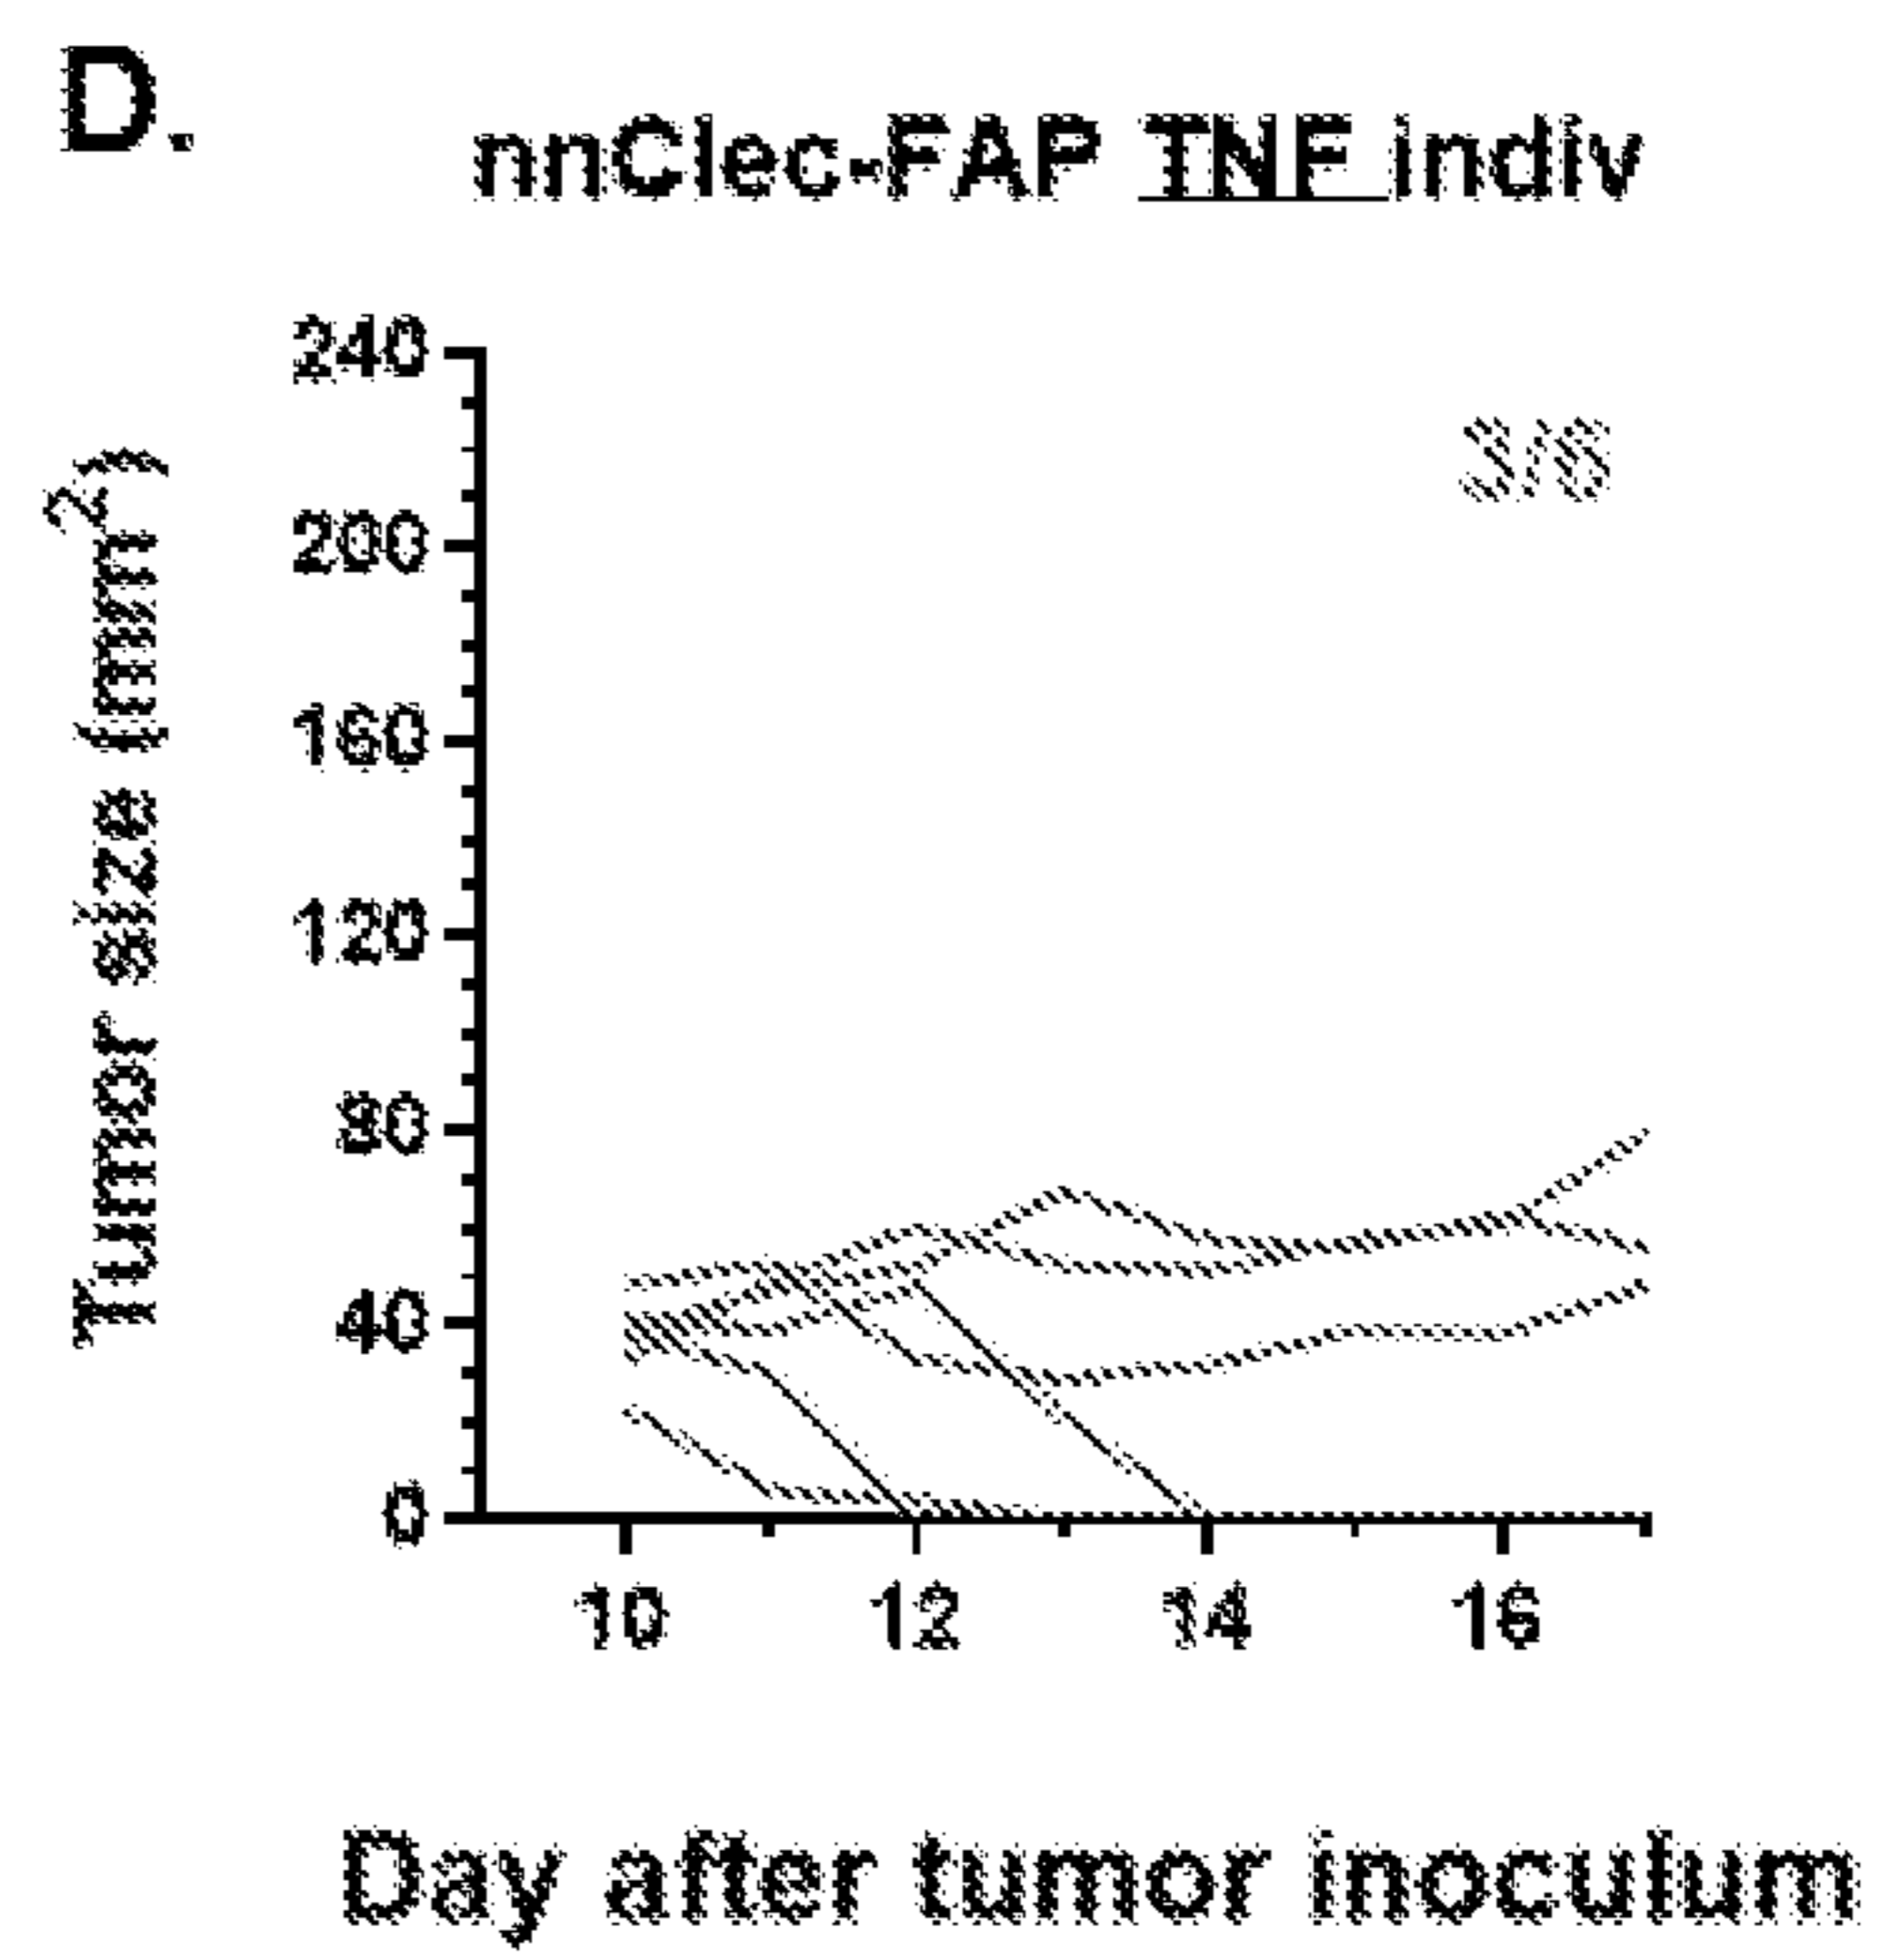 D.
nnClec-FAP TNF indiv
Tumor size (mm²)
240
200
160
120
80
40
0
10 12 14 16
Day after tumor inoculum